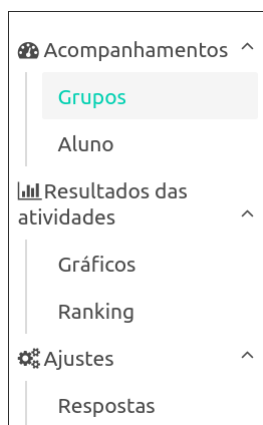 Acompanhamentos
Grupos
Aluno
Resultados das
atividades
Gráficos
Ranking
Ajustes
Respostas